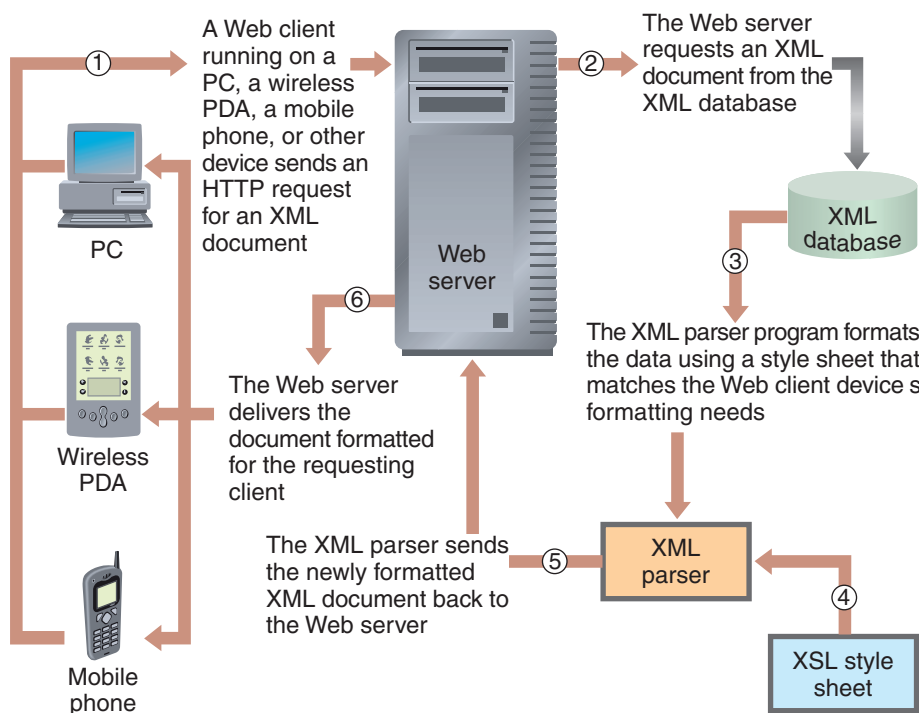 ①
A Web client
running on a
PC, a wireless
PDA, a mobile
phone, or other
device sends an
HTTP request
for an XML
document
②
The Web server
requests an XML
document from the
XML database
PC
Web
server
XML
database
③
⑥
The XML parser program formats
the data using a style sheet that
matches the Web client device s
formatting needs
The Web server
delivers the
document formatted
for the requesting
client
Wireless
PDA
The XML parser sends
the newly formatted
XML document back to
the Web server
⑤
XML
parser
④
Mobile
phone
XSL style
sheet